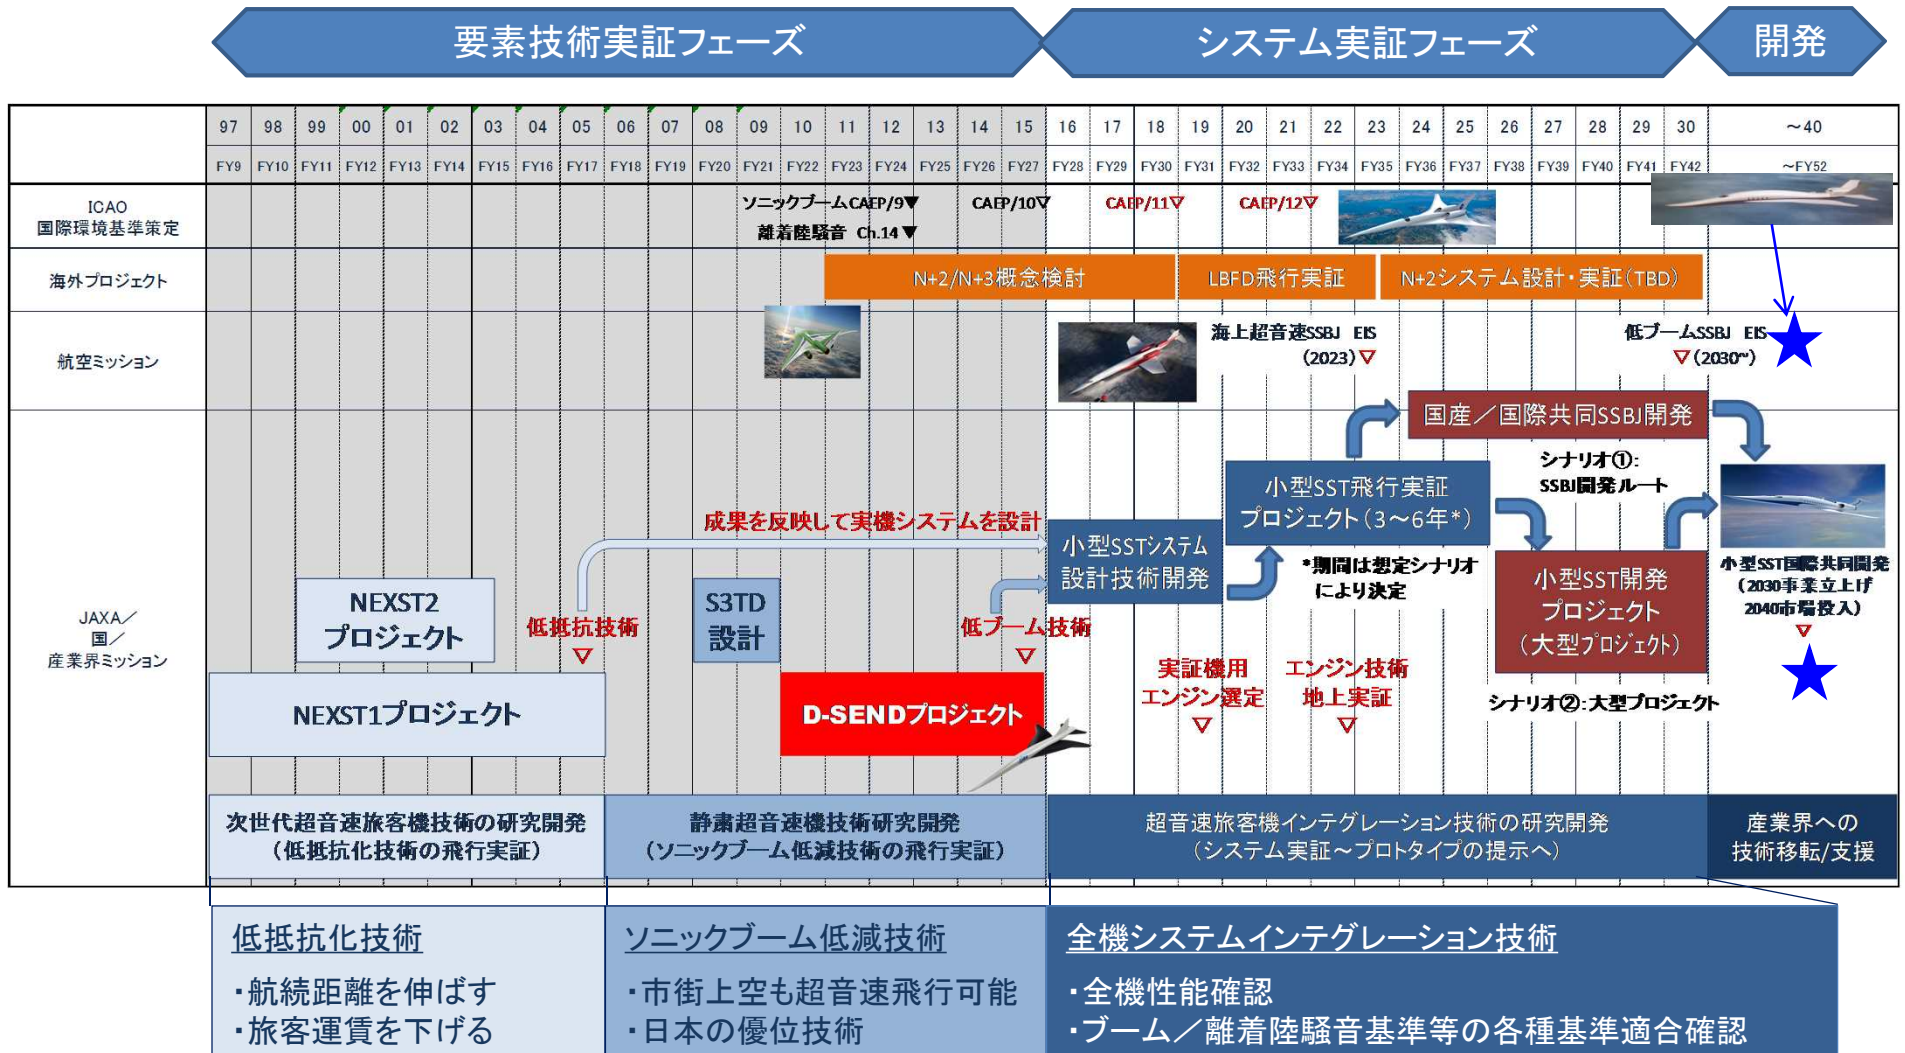 要素技術実証フェーズ
システム実証フェーズ
開発
97 98 99 00 01 02 03 04 05 06 07 08 09 10 11 12 13 14 15 16 17 18 19 20 21 22 23 24 25 26 27 28 29 30 ～40
FY9 FY10 FY11 FY12 FY13 FY14 FY15 FY16 FY17 FY18 FY19 FY20 FY21 FY22 FY23 FY24 FY25 FY26 FY27 FY28 FY29 FY30 FY31 FY32 FY33 FY34 FY35 FY36 FY37 FY38 FY39 FY40 FY41 FY42 ～FY52
ICAO
国際環境基準策定
ソニックブームCAEP/9▼
離着陸騒音 Ch.14▼
CAEP/10▽
CAEP/11▽
CAEP/12▽
海外プロジェクト
N+2/N+3概念検討
LBFD飛行実証
N+2システム設計・実証(TBD)
航空ミッション
海上超音速SSBJ EIS
(2023)▽
低ブームSSBJ EIS
▽(2030~)
JAXA／
国／
産業界ミッション
国産／国際共同SSBJ開発
シナリオ①:
SSBJ開発ルート
小型SST飛行実証
プロジェクト(3～6年*)
成果を反映して実機システムを設計
小型SSTシステム
設計技術開発
*期間は想定シナリオ
により決定
小型SST国際共同開発
(2030事業立上げ
2040市場投入)
▽
小型SST開発
プロジェクト
(大型プロジェクト)
NEXST2
プロジェクト
低抵抗技術
▽
S3TD
設計
低ブーム技術
▽
実証機用
エンジン選定
▽
エンジン技術
地上実証
▽
シナリオ②:大型プロジェクト
NEXST1プロジェクト
D-SENDプロジェクト
次世代超音速旅客機技術の研究開発
(低抵抗化技術の飛行実証)
静粛超音速機技術研究開発
(ソニックブーム低減技術の飛行実証)
超音速旅客機インテグレーション技術の研究開発
(システム実証～プロトタイプの提示へ)
産業界への
技術移転/支援
低抵抗化技術
・航続距離を伸ばす
・旅客運賃を下げる
ソニックブーム低減技術
・市街上空も超音速飛行可能
・日本の優位技術
全機システムインテグレーション技術
・全機性能確認
・ブーム／離着陸騒音基準等の各種基準適合確認